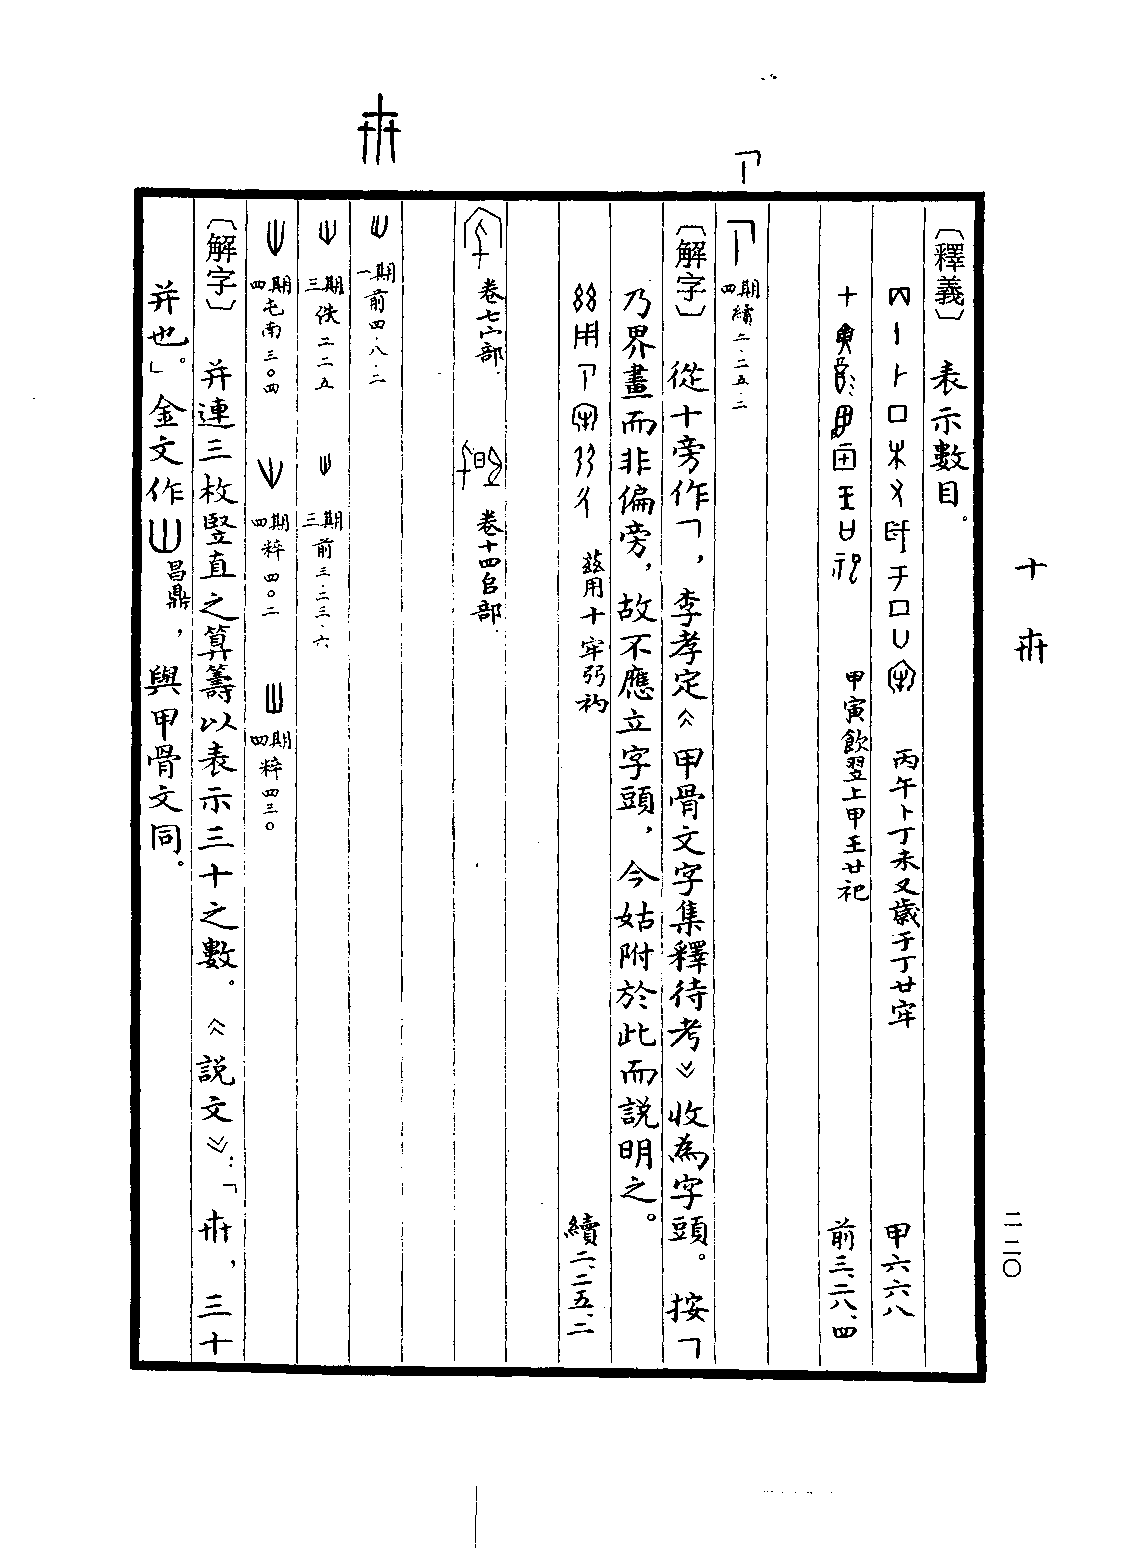 十 卅
二二〇
〔釋義〕 表示數目。
丙午卜丁未又歲于丁廿牢 甲六六八
甲寅飲翌上甲王廿祀 前三、二八、四
四期續二·二五·二
〔解字〕 從十旁作㇕,李孝定《甲骨文字集釋待考》收為字頭。按㇕
乃界畫而非偏旁,故不應立字頭,今姑附於此而說明之。
茲用十牢弜礿 續二、二五、二
卷七宀部
卷十四𠂤部
卅
一期前四·八·二
三期佚二二五 三期前三·二三·六
四期屯南三〇四 四期粹四〇二 四期粹四三〇
〔解字〕 并連三枚豎直之算籌以表示三十之數。《說文》:「卅,三十
并也。」金文作 曶鼎,與甲骨文同。